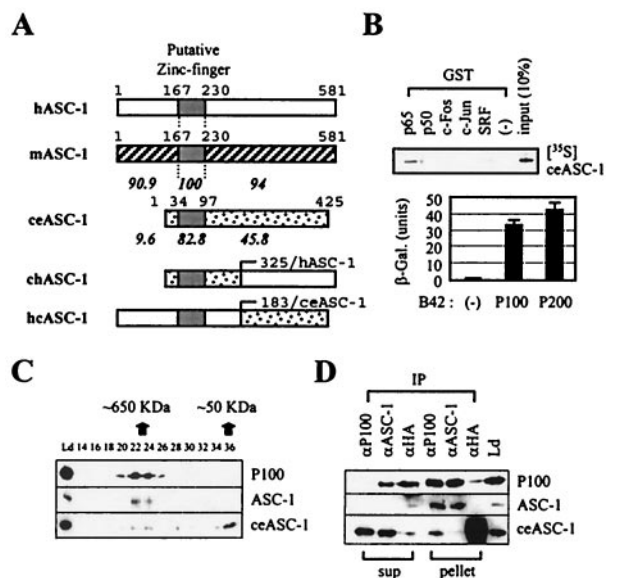 A
Putative
Zinc-finger
1 167 230 581
hASC-1
1 167 230 581
mASC-1
90.9 100 94
1 34 97 425
ceASC-1
9.6 82.8 45.8
325/hASC-1
chASC-1
183/ceASC-1
hcASC-1
B
GST
p65
p50
c-Fos
c-Jun
SRF
(-)
input (10%)
[³⁵S]
ceASC-1
β-Gal. (units)
50
40
30
20
10
0
B42 : (-) P100 P200
C
~650 KDa ~50 KDa
Ld 14 16 18 20 22 24 26 28 30 32 34 36
P100
ASC-1
ceASC-1
D
IP
αP100
αASC-1
αHA
αP100
αASC-1
αHA
Ld
P100
ASC-1
ceASC-1
sup pellet